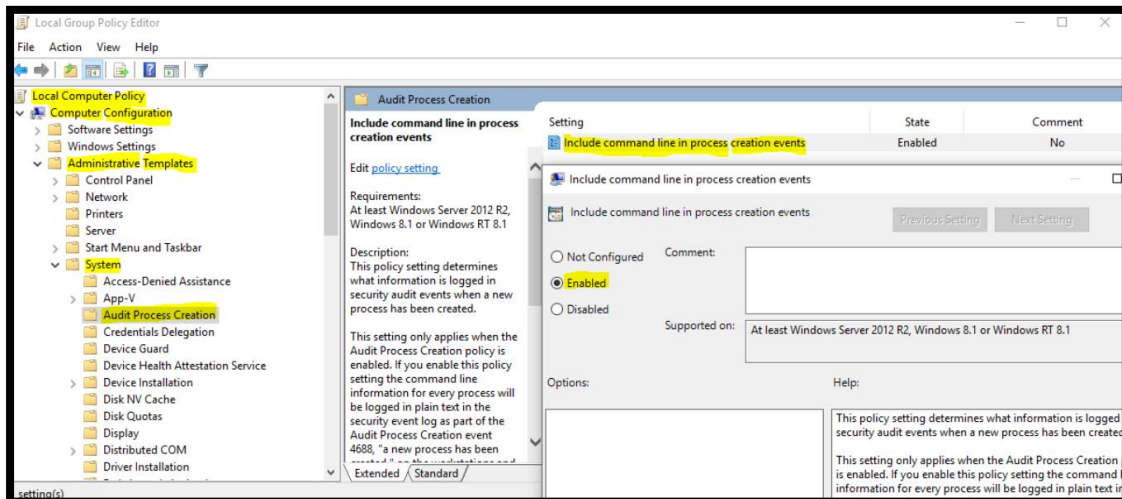 Local Group Policy Editor
File Action View Help
Local Computer Policy
Computer Configuration
Software Settings
Windows Settings
Administrative Templates
Control Panel
Network
Printers
Server
Start Menu and Taskbar
System
Access-Denied Assistance
App-V
Audit Process Creation
Credentials Delegation
Device Guard
Device Health Attestation Service
Device Installation
Disk NV Cache
Disk Quotas
Display
Distributed COM
Driver Installation
setting(s)
Audit Process Creation
Include command line in process
creation events
Edit policy setting
Requirements:
At least Windows Server 2012 R2,
Windows 8.1 or Windows RT 8.1
Description:
This policy setting determines
what information is logged in
security audit events when a new
process has been created.
This setting only applies when the
Audit Process Creation policy is
enabled. If you enable this policy
setting the command line
information for every process will
be logged in plain text in the
security event log as part of the
Audit Process Creation event
4688, "a new process has been
Extended Standard
Setting State Comment
Include command line in process creation events Enabled No
Include command line in process creation events
Include command line in process creation events
Previous Setting Next Setting
Not Configured
Enabled
Disabled
Comment:
Supported on:
At least Windows Server 2012 R2, Windows 8.1 or Windows RT 8.1
Options:
Help:
This policy setting determines what information is logged
security audit events when a new process has been created
This setting only applies when the Audit Process Creation
is enabled. If you enable this policy setting the command
information for every process will be logged in plain text in